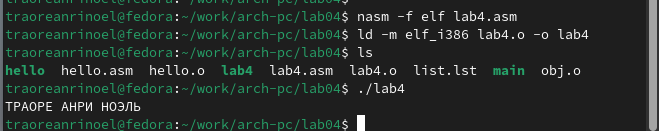 traoreanrinoel@fedora:~/work/arch-pc/lab04$ nasm -f elf lab4.asm
traoreanrinoel@fedora:~/work/arch-pc/lab04$ ld -m elf_i386 lab4.o -o lab4
traoreanrinoel@fedora:~/work/arch-pc/lab04$ ls
hello hello.asm hello.o lab4 lab4.asm lab4.o list.lst main obj.o
traoreanrinoel@fedora:~/work/arch-pc/lab04$ ./lab4
ТРАОРЕ АНРИ НОЭЛЬ
traoreanrinoel@fedora:~/work/arch-pc/lab04$